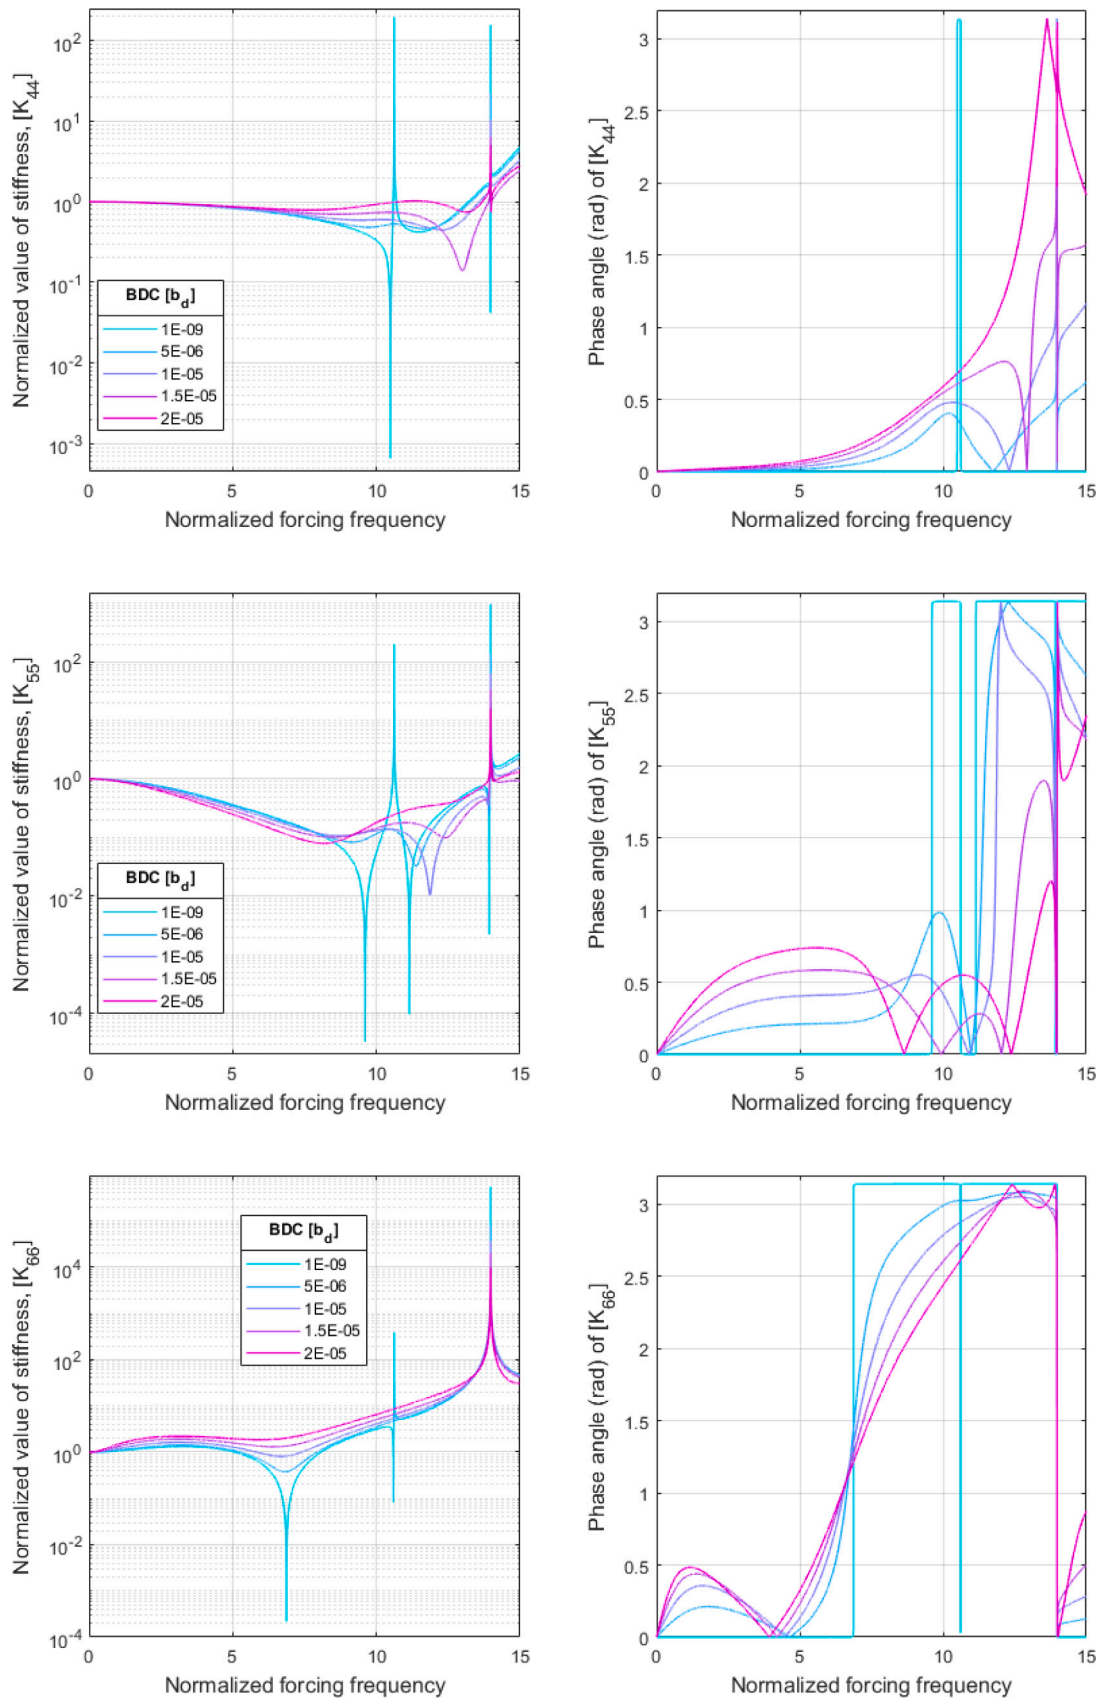 Normalized value of stiffness, [K44]
10^2
10^1
10^0
10^-1
10^-2
10^-3
BDC [bd]
1E-09
5E-06
1E-05
1.5E-05
2E-05
0 5 10 15
Normalized forcing frequency
Phase angle (rad) of [K44]
3
2.5
2
1.5
1
0.5
0
0 5 10 15
Normalized forcing frequency
Normalized value of stiffness, [K55]
10^2
10^0
10^-2
10^-4
BDC [bd]
1E-09
5E-06
1E-05
1.5E-05
2E-05
0 5 10 15
Normalized forcing frequency
Phase angle (rad) of [K55]
3
2.5
2
1.5
1
0.5
0
0 5 10 15
Normalized forcing frequency
Normalized value of stiffness, [K66]
10^4
10^2
10^0
10^-2
10^-4
BDC [bd]
1E-09
5E-06
1E-05
1.5E-05
2E-05
0 5 10 15
Normalized forcing frequency
Phase angle (rad) of [K66]
3
2.5
2
1.5
1
0.5
0
0 5 10 15
Normalized forcing frequency